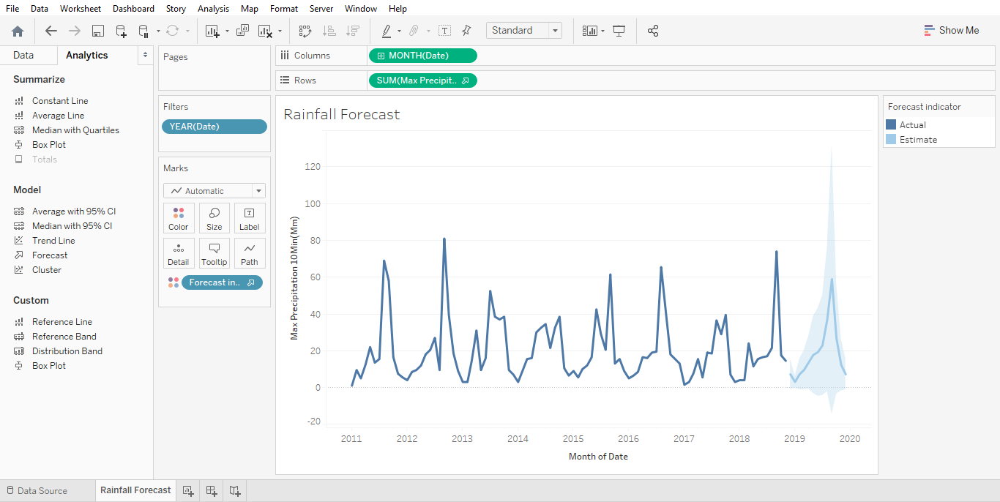 File Data Worksheet Dashboard Story Analysis Map Format Server Window Help
Standard
Show Me
Data Analytics
Summarize
Constant Line
Average Line
Median with Quartiles
Box Plot
Totals
Model
Average with 95% CI
Median with 95% CI
Trend Line
Forecast
Cluster
Custom
Reference Line
Reference Band
Distribution Band
Box Plot
Pages
Filters
YEAR(Date)
Marks
Automatic
Color Size Label
Detail Tooltip Path
Forecast in..
Columns MONTH(Date)
Rows SUM(Max Precipit..
Rainfall Forecast
Max Precipitation 10Min(Mm)
120
100
80
60
40
20
0
-20
2011 2012 2013 2014 2015 2016 2017 2018 2019 2020
Month of Date
Forecast indicator
Actual
Estimate
Data Source Rainfall Forecast